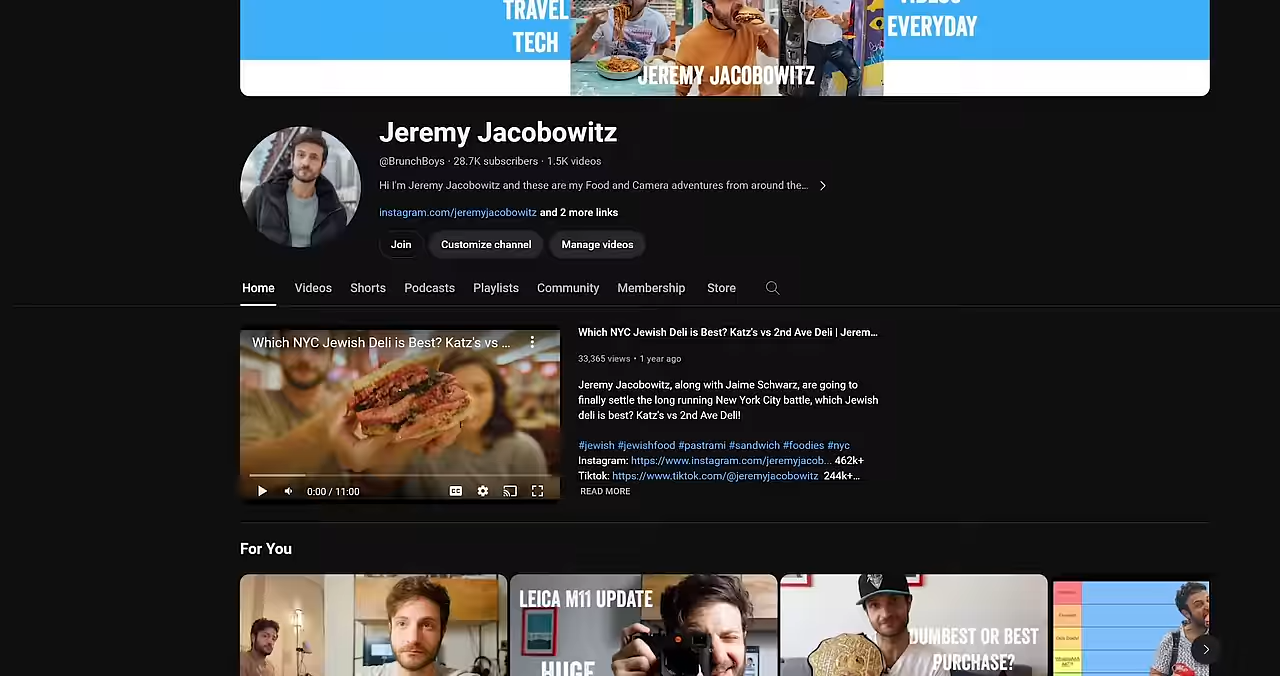 TRAVEL
TECH
EVERYDAY
JEREMY JACOBOWITZ
Jeremy Jacobowitz
@BrunchBoys · 28.7K subscribers · 1.5K videos
Hi I'm Jeremy Jacobowitz and these are my Food and Camera adventures from around the...
instagram.com/jeremyjacobowitz and 2 more links
Join Customize channel Manage videos
Home Videos Shorts Podcasts Playlists Community Membership Store
Which NYC Jewish Deli is Best? Katz's vs ...
0:00 / 11:00
CC
Which NYC Jewish Deli is Best? Katz's vs 2nd Ave Deli | Jerem...
33,365 views • 1 year ago
Jeremy Jacobowitz, along with Jaime Schwarz, are going to
finally settle the long running New York City battle, which Jewish
deli is best? Katz's vs 2nd Ave Deli!
#jewish #jewishfood #pastrami #sandwich #foodies #nyc
Instagram: https://www.instagram.com/jeremyjacob... 462k+
Tiktok: https://www.tiktok.com/@jeremyjacobowitz 244k+...
READ MORE
For You
LEICA M11 UPDATE
HUGE
DUMBEST OR BEST
PURCHASE?